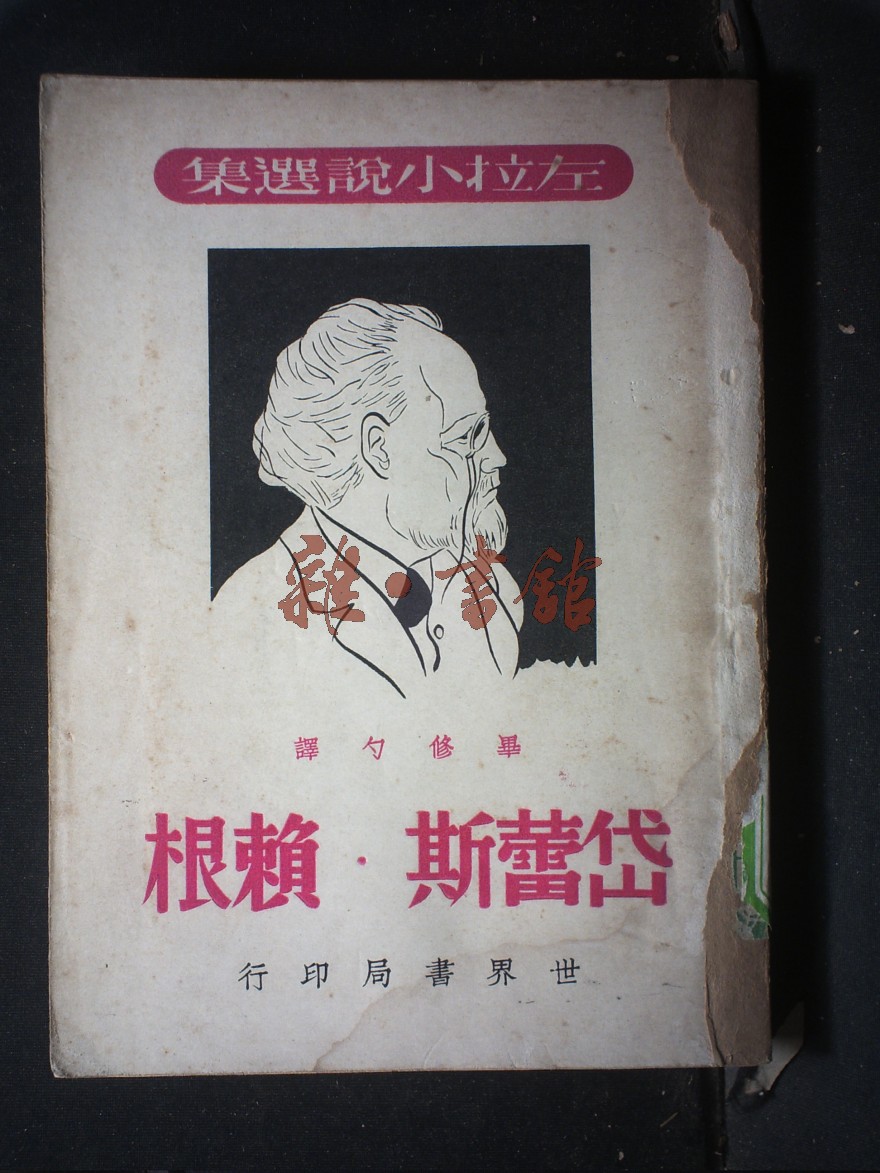 左拉小說選集
雜·書館
畢修勺譯
岱蕾斯·賴根
世界書局印行